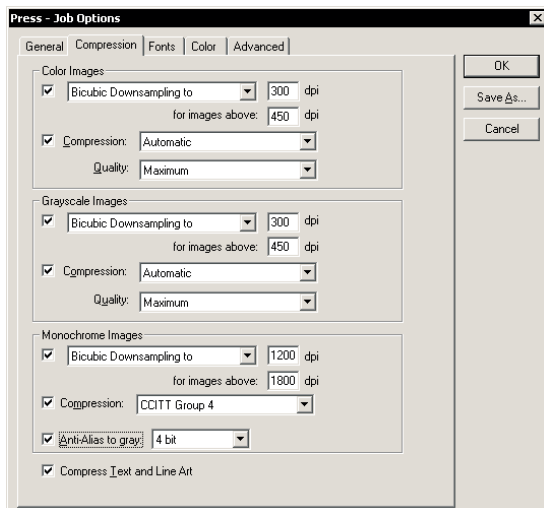 Press - Job Options
General Compression Fonts Color Advanced
OK
Save As...
Cancel
Color Images
Bicubic Downsampling to 300 dpi
for images above: 450 dpi
Compression: Automatic
Quality: Maximum
Grayscale Images
Bicubic Downsampling to 300 dpi
for images above: 450 dpi
Compression: Automatic
Quality: Maximum
Monochrome Images
Bicubic Downsampling to 1200 dpi
for images above: 1800 dpi
Compression: CCITT Group 4
Anti-Alias to gray: 4 bit
Compress Text and Line Art